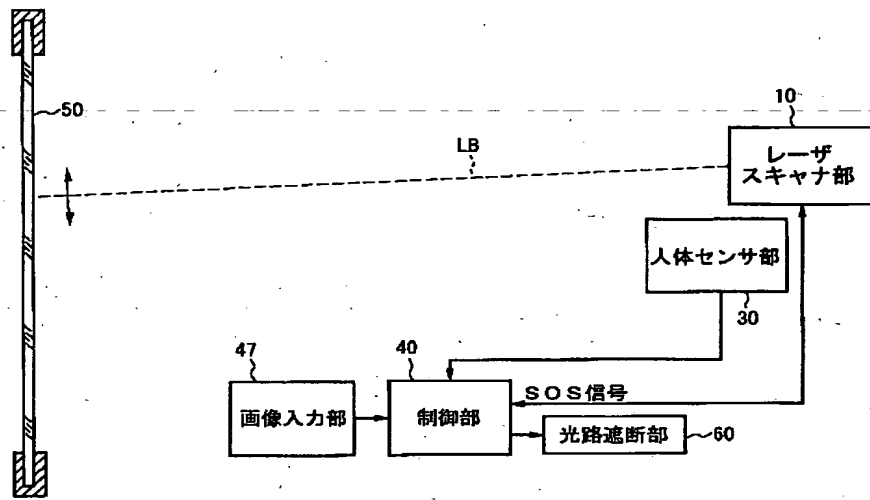 50
10
LB
レーザ
スキャナ部
人体センサ部
30
47
40
SOS信号
画像入力部
制御部
光路遮断部
60